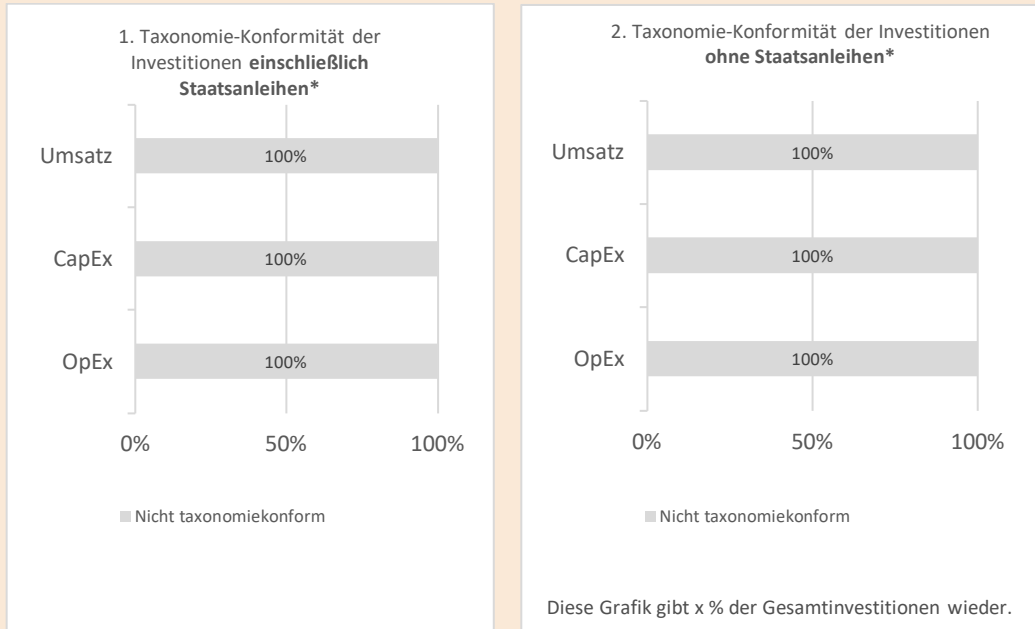 1. Taxonomie-Konformität der
Investitionen einschließlich
Staatsanleihen*
Umsatz
100%
CapEx
100%
OpEx
100%
0%
50%
100%
Nicht taxonomiekonform
2. Taxonomie-Konformität der Investitionen
ohne Staatsanleihen*
Umsatz
100%
CapEx
100%
OpEx
100%
0%
50%
100%
Nicht taxonomiekonform
Diese Grafik gibt x % der Gesamtinvestitionen wieder.